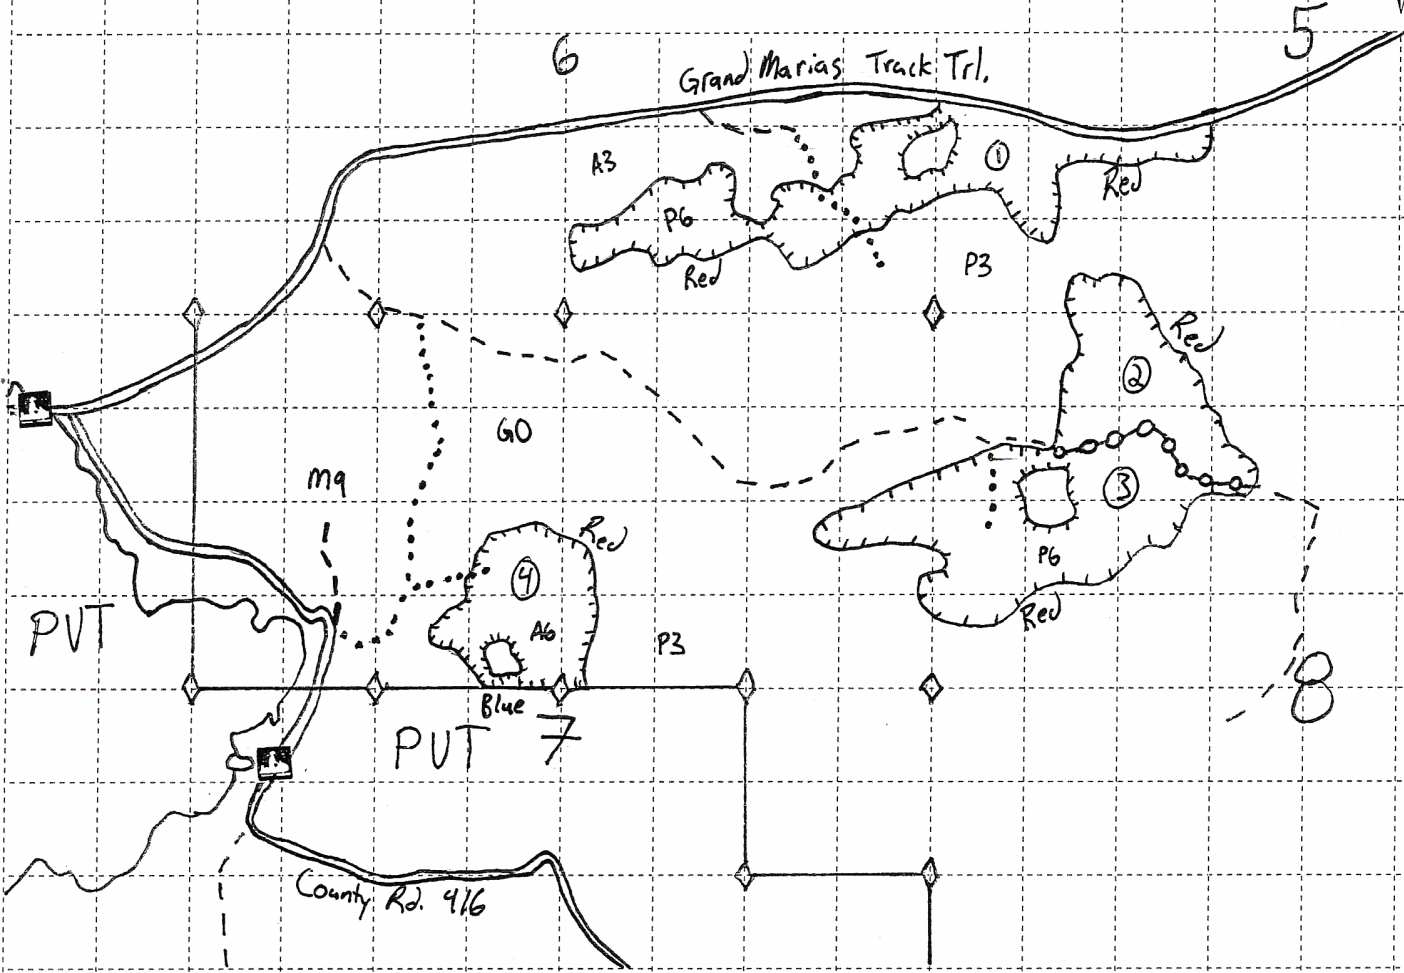 6
5
Grand Marias Track Trl.
A3
1
Red
P6
Red
P3
Red
2
GO
M9
3
Red
4
P6
Red
PVT
A6
P3
8
Blue
PVT 7
County Rd. 416